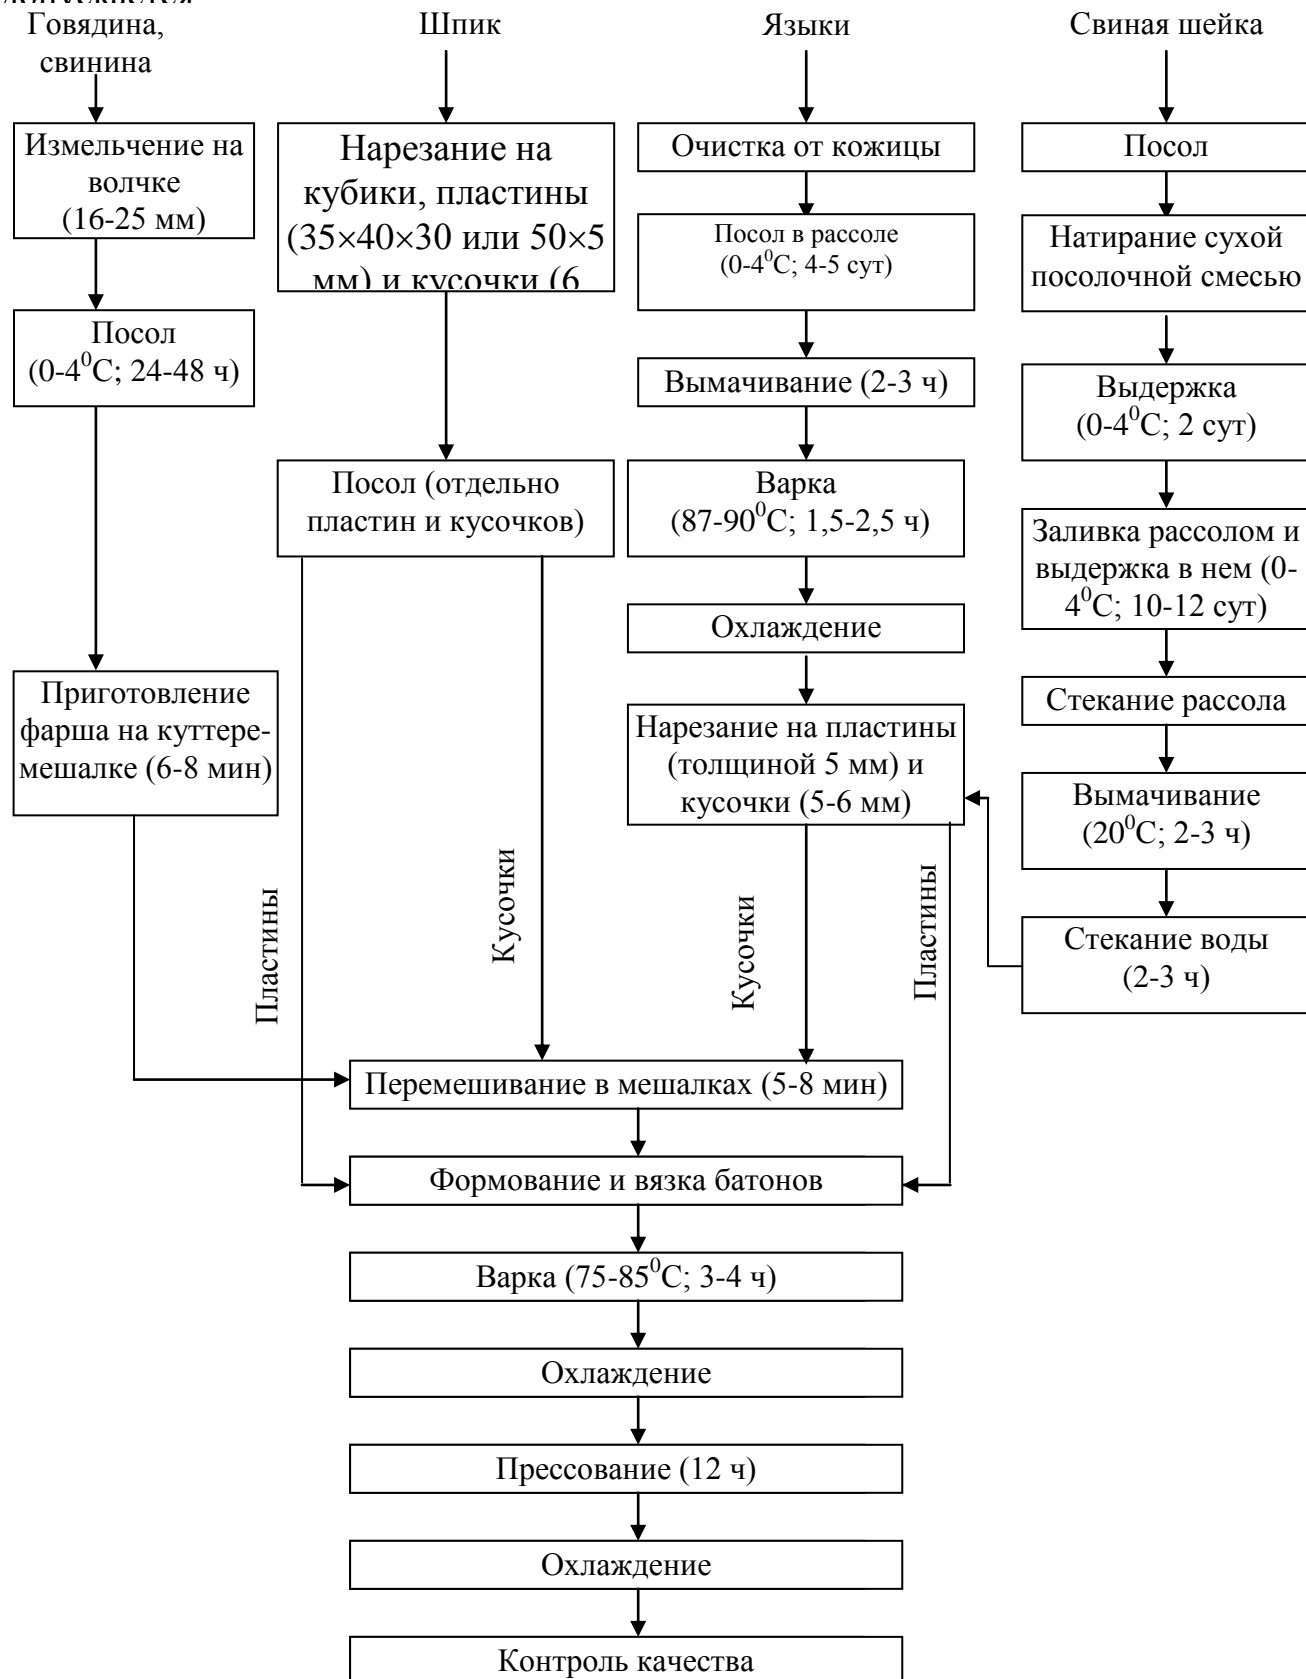 Говядина,
свинина
Измельчение на
волчке
(16-25 мм)
Посол
(0-4⁰С; 24-48 ч)
Приготовление
фарша на куттере-
мешалке (6-8 мин)
Шпик
Нарезание на
кубики, пластины
(35×40×30 или 50×5
мм) и кусочки (6
Посол (отдельно
пластин и кусочков)
Пластины
Кусочки
Языки
Очистка от кожицы
Посол в рассоле
(0-4⁰С; 4-5 сут)
Вымачивание (2-3 ч)
Варка
(87-90⁰С; 1,5-2,5 ч)
Охлаждение
Нарезание на пластины
(толщиной 5 мм) и
кусочки (5-6 мм)
Кусочки
Пластины
Свиная шейка
Посол
Натирание сухой
посолочной смесью
Выдержка
(0-4⁰С; 2 сут)
Заливка рассолом и
выдержка в нем (0-
4⁰С; 10-12 сут)
Стекание рассола
Вымачивание
(20⁰С; 2-3 ч)
Стекание воды
(2-3 ч)
Перемешивание в мешалках (5-8 мин)
Формование и вязка батонов
Варка (75-85⁰С; 3-4 ч)
Охлаждение
Прессование (12 ч)
Охлаждение
Контроль качества